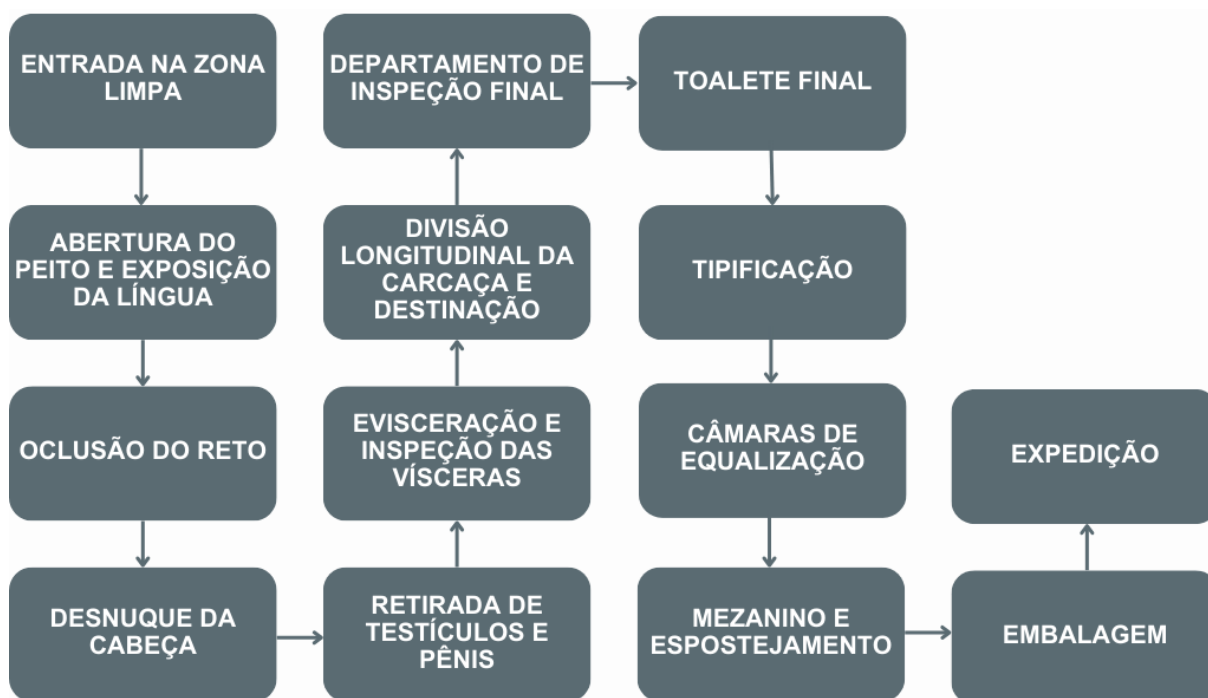 ENTRADA NA ZONA
LIMPA
ABERTURA DO
PEITO E EXPOSIÇÃO
DA LÍNGUA
OCLUSÃO DO RETO
DESNUQUE DA
CABEÇA
RETIRADA DE
TESTÍCULOS E
PÊNIS
EVISCERAÇÃO E
INSPEÇÃO DAS
VÍSCERAS
DIVISÃO
LONGITUDINAL DA
CARCAÇA E
DESTINAÇÃO
DEPARTAMENTO DE
INSPEÇÃO FINAL
TOALETE FINAL
TIPIFICAÇÃO
CÂMARAS DE
EQUALIZAÇÃO
MEZANINO E
ESPOSTEJAMENTO
EMBALAGEM
EXPEDIÇÃO